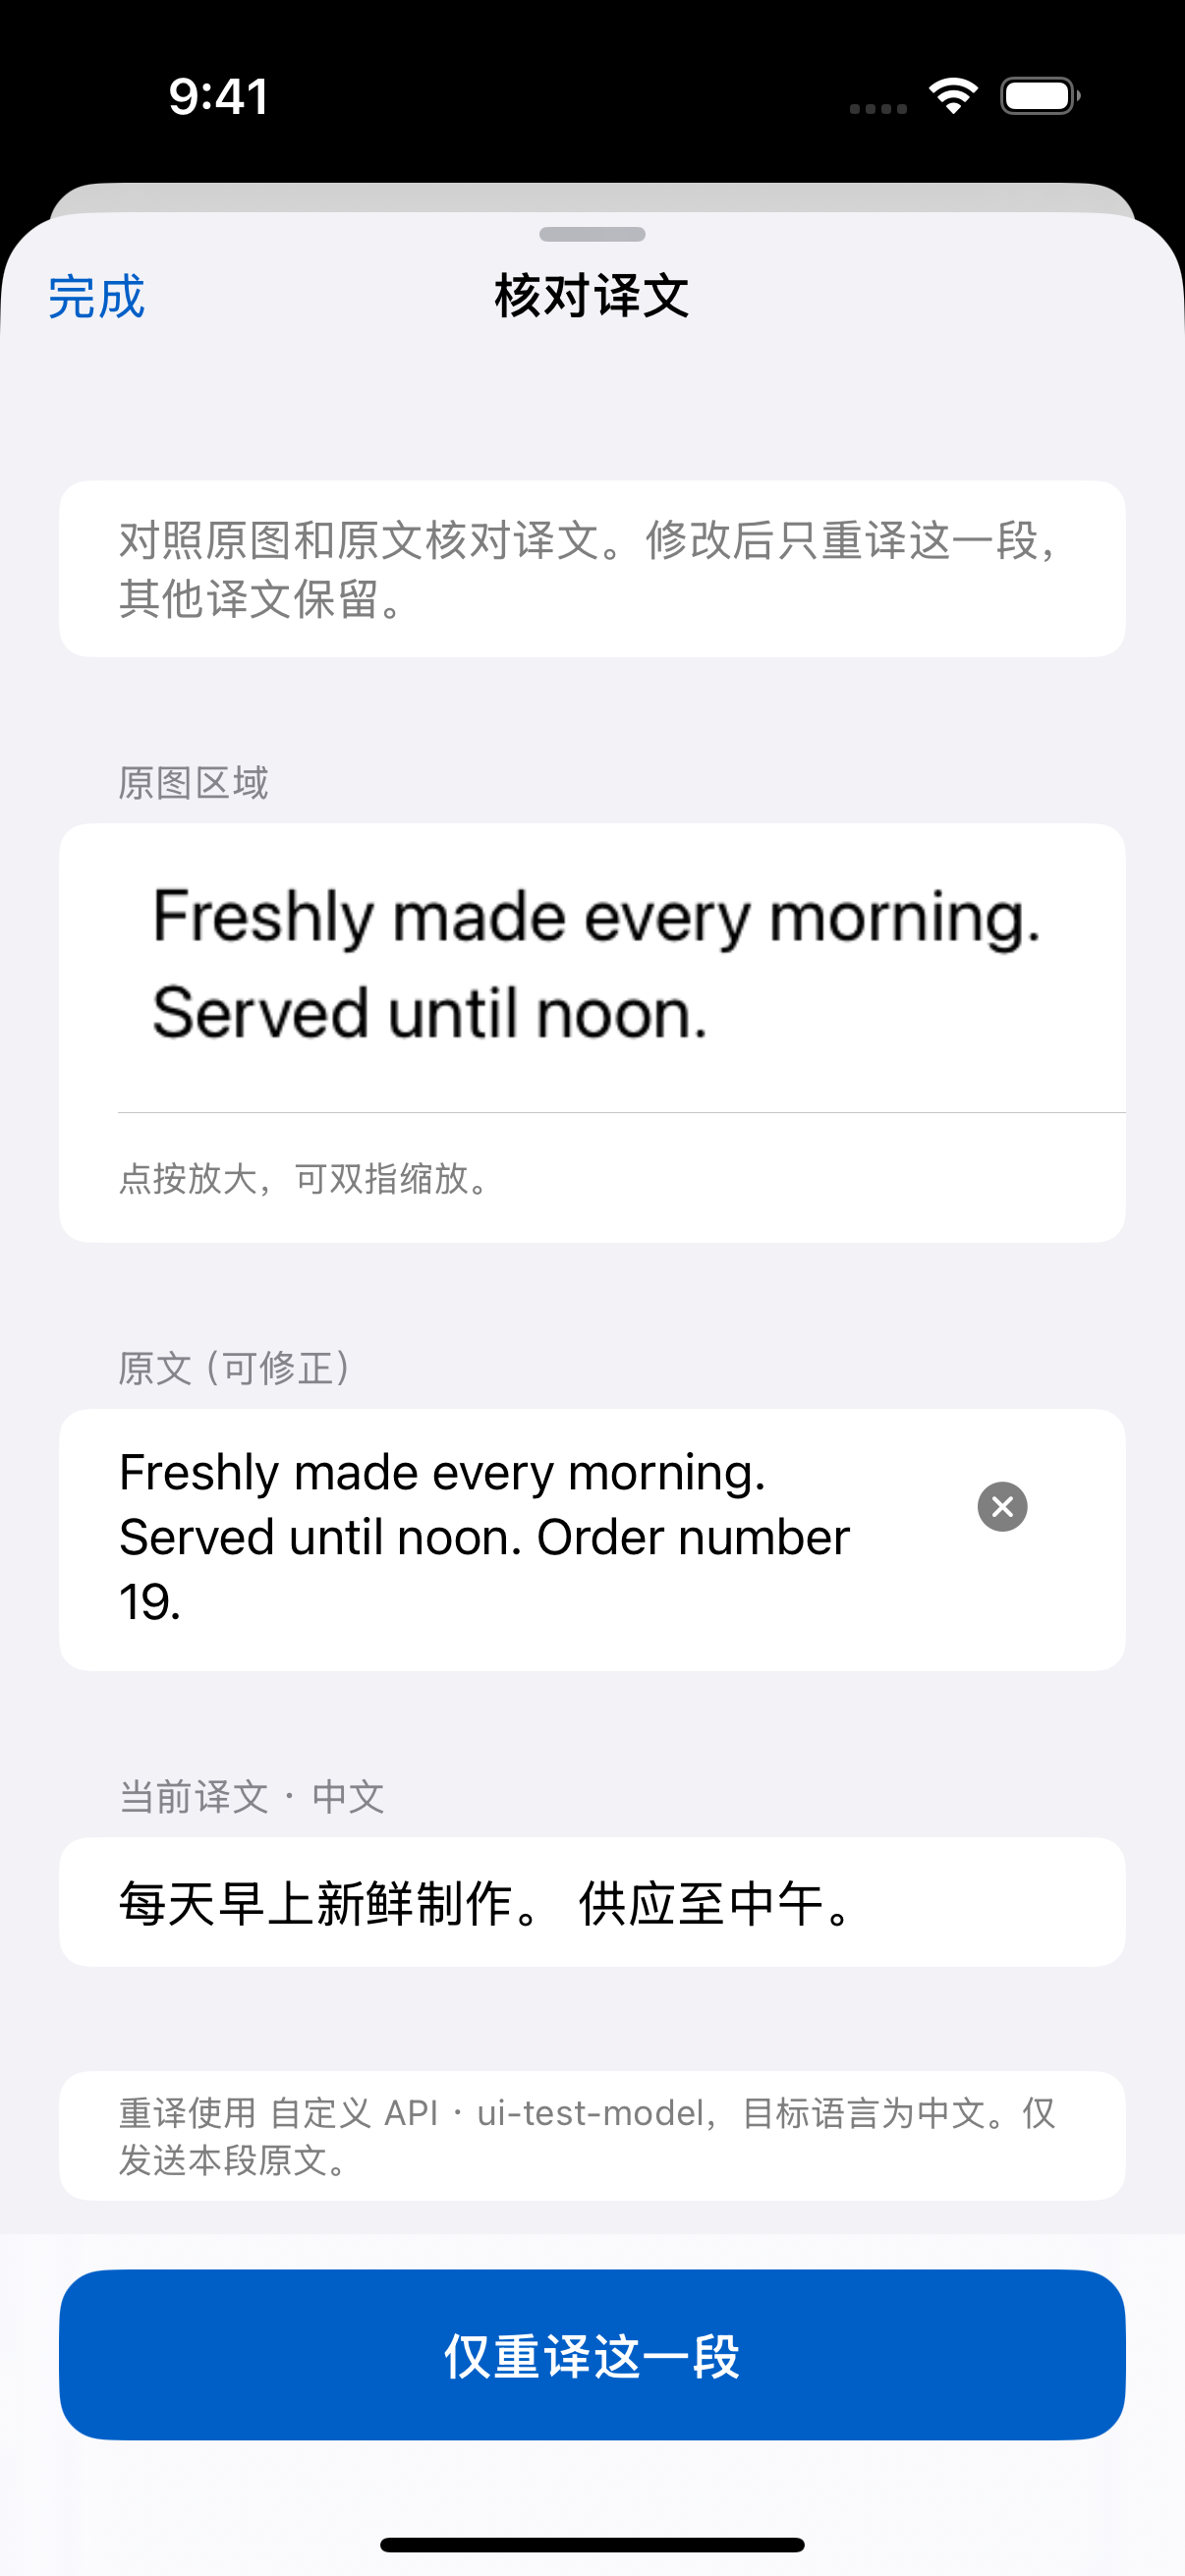 9:41
完成
核对译文
对照原图和原文核对译文。修改后只重译这一段，
其他译文保留。
原图区域
Freshly made every morning.
Served until noon.
点按放大，可双指缩放。
原文（可修正）
Freshly made every morning.
Served until noon. Order number
19.
当前译文 · 中文
每天早上新鲜制作。 供应至中午。
重译使用 自定义 API · ui-test-model，目标语言为中文。仅
发送本段原文。
仅重译这一段